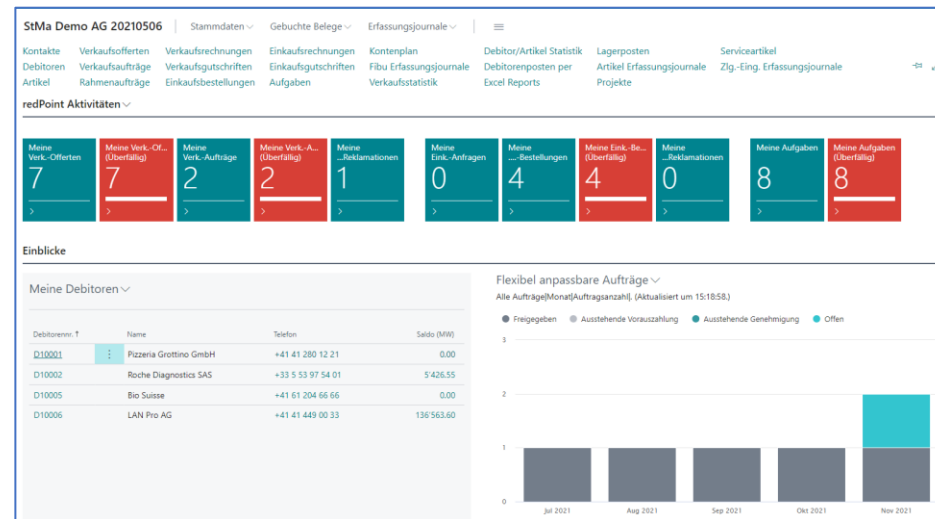 StMa Demo AG 20210506 Stammdaten Gebuchte Belege Erfassungsjournale
Kontakte Verkaufsofferten Verkaufsrechnungen Einkaufsrechnungen Kontenplan Debitor/Artikel Statistik Lagerposten Serviceartikel
Debitoren Verkaufsaufträge Verkaufsgutschriften Einkaufsgutschriften Fibu Erfassungsjournale Debitorenposten per Artikel Erfassungsjournale Zlg.-Eing. Erfassungsjournale
Artikel Rahmenaufträge Einkaufsbestellungen Aufgaben Verkaufsstatistik Excel Reports Projekte
redPoint Aktivitäten
Meine Meine Verk.-Of... Meine Meine Verk.-A... Meine Meine Meine Meine Eink.-Be... Meine Meine Aufgaben Meine Aufgaben
Verk.-Offerten (Überfällig) Verk.-Aufträge (Überfällig) ...Reklamationen Eink.-Anfragen ....-Bestellungen (Überfällig) ...Reklamationen (Überfällig)
7 7 2 2 1 0 4 4 0 8 8
Einblicke
Meine Debitoren
Debitorennr. ↑ Name Telefon Saldo (MW)
D10001 Pizzeria Grottino GmbH +41 41 280 12 21 0.00
D10002 Roche Diagnostics SAS +33 5 53 97 54 01 5'426.55
D10005 Bio Suisse +41 61 204 66 66 0.00
D10006 LAN Pro AG +41 41 449 00 33 136'563.60
Flexibel anpassbare Aufträge
Alle Aufträge|Monat|Auftragsanzahl|. (Aktualisiert um 15:18:58.)
Freigegeben Ausstehende Vorauszahlung Ausstehende Genehmigung Offen
3
2
1
0
Jul 2021 Aug 2021 Sep 2021 Okt 2021 Nov 2021